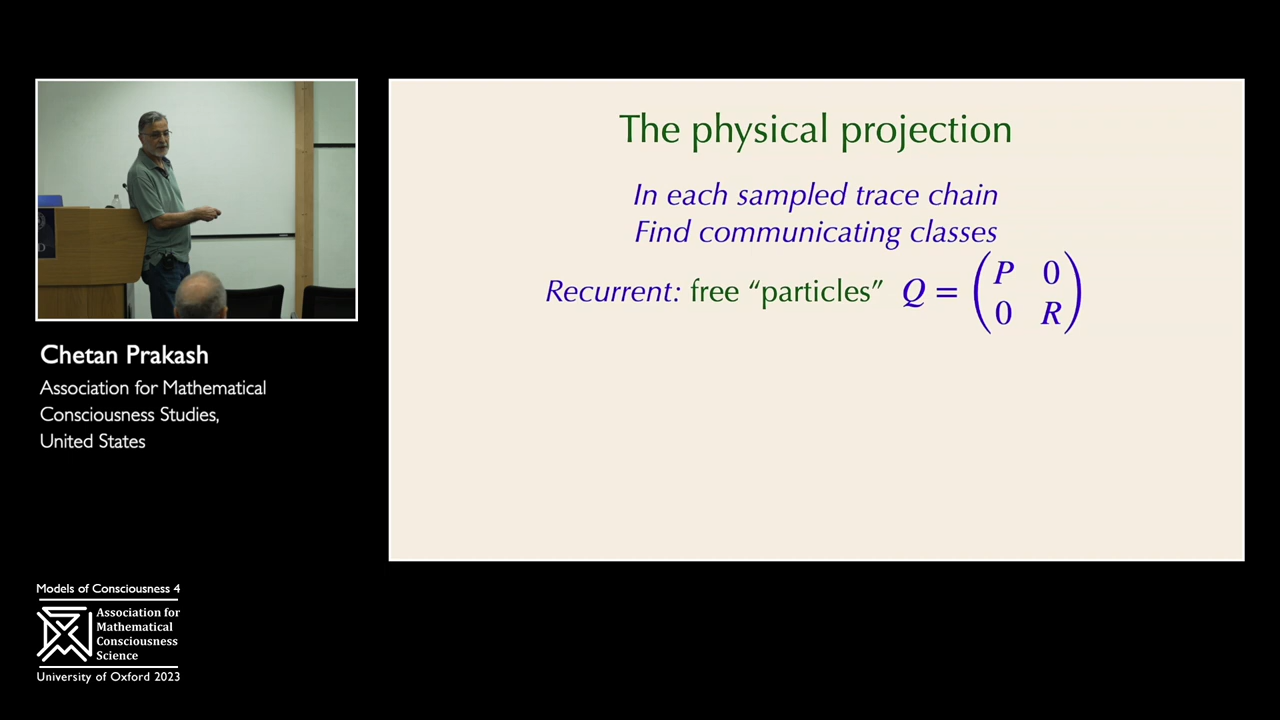 The physical projection
In each sampled trace chain
Find communicating classes
Recurrent: free “particles” Q = (P 0
0 R)
Chetan Prakash
Association for Mathematical
Consciousness Studies,
United States
Models of Consciousness 4
Association for
Mathematical
Consciousness
Science
University of Oxford 2023